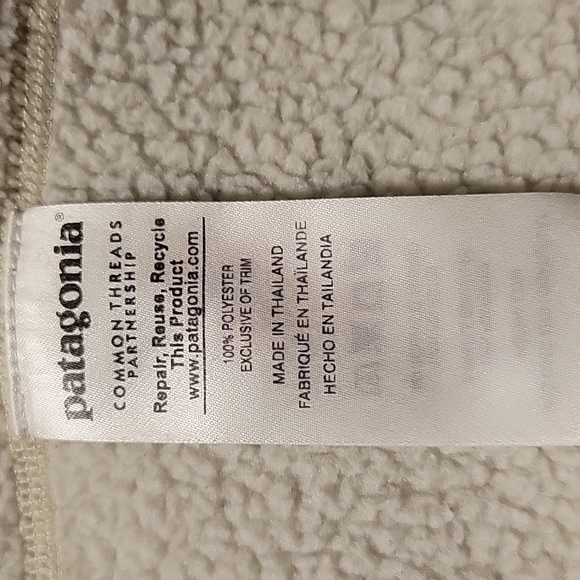 patagonia®
COMMON THREADS
PARTNERSHIP
Repair, Reuse, Recycle
This Product
www.patagonia.com
100% POLYESTER
EXCLUSIVE OF TRIM
MADE IN THAILAND
FABRIQUÉ EN THAÏLANDE
HECHO EN TAILANDIA